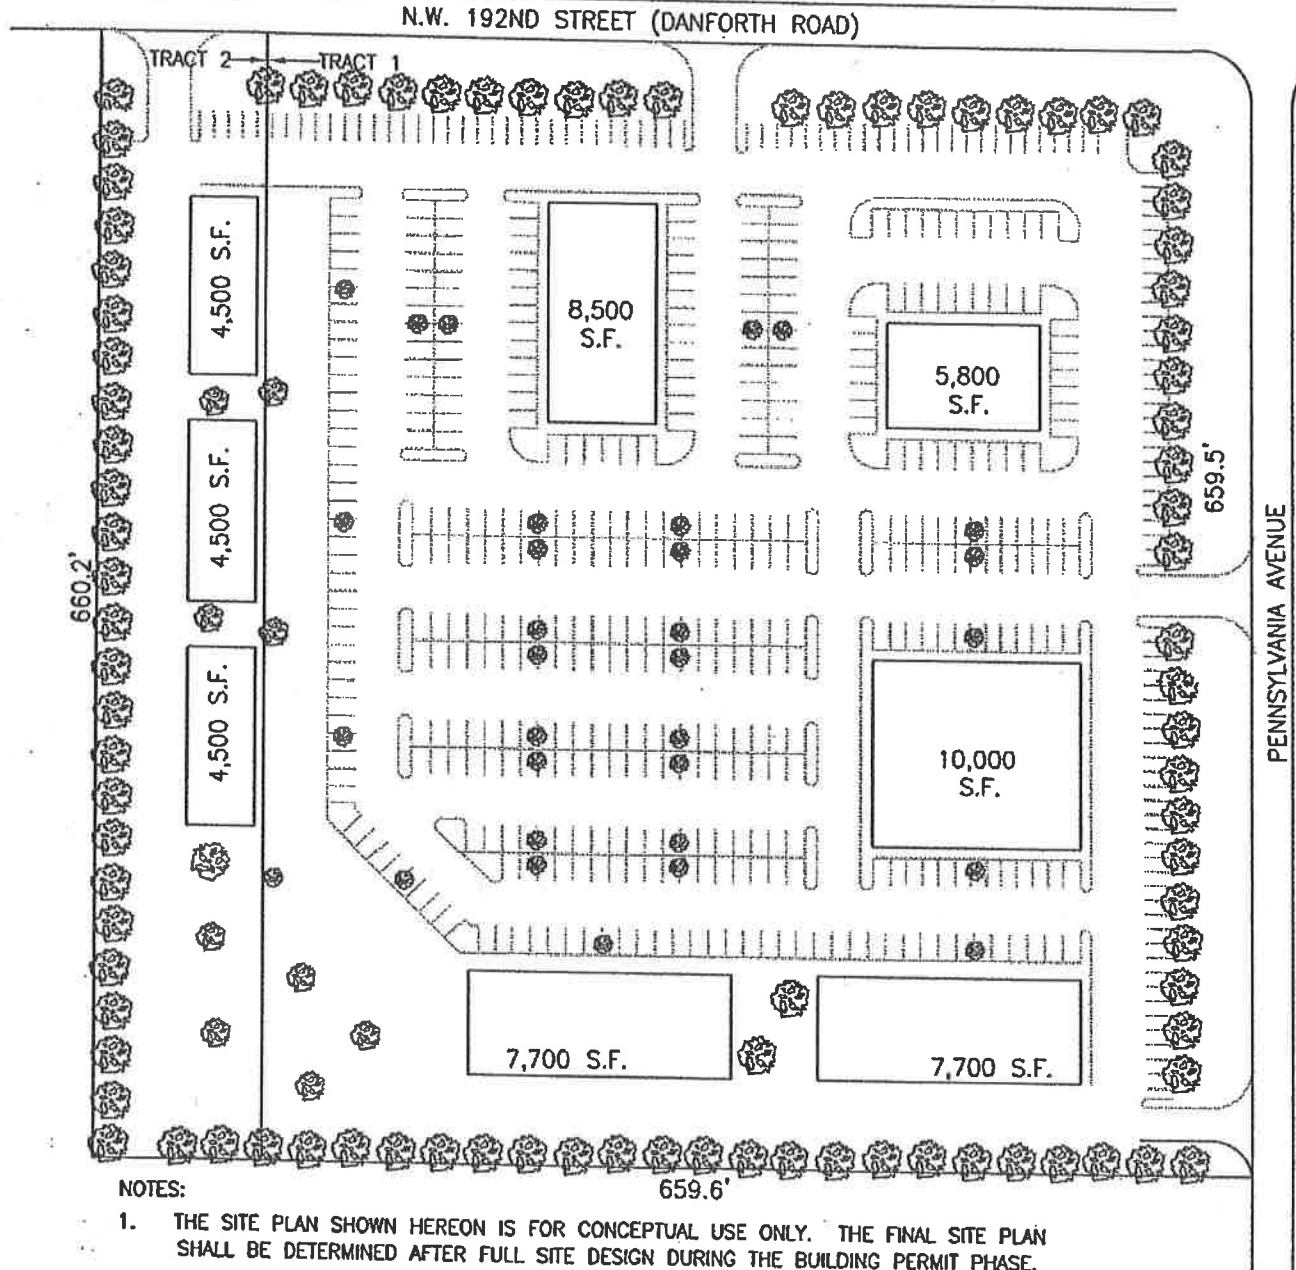 N.W. 192ND STREET (DANFORTH ROAD)
TRACT 2
TRACT 1
4,500 S.F.
8,500
S.F.
5,800
S.F.
4,500 S.F.
659.5'
PENNSYLVANIA AVENUE
660.2'
4,500 S.F.
10,000
S.F.
7,700 S.F.
7,700 S.F.
659.6'
NOTES:
1. THE SITE PLAN SHOWN HEREON IS FOR CONCEPTUAL USE ONLY. THE FINAL SITE PLAN
SHALL BE DETERMINED AFTER FULL SITE DESIGN DURING THE BUILDING PERMIT PHASE.